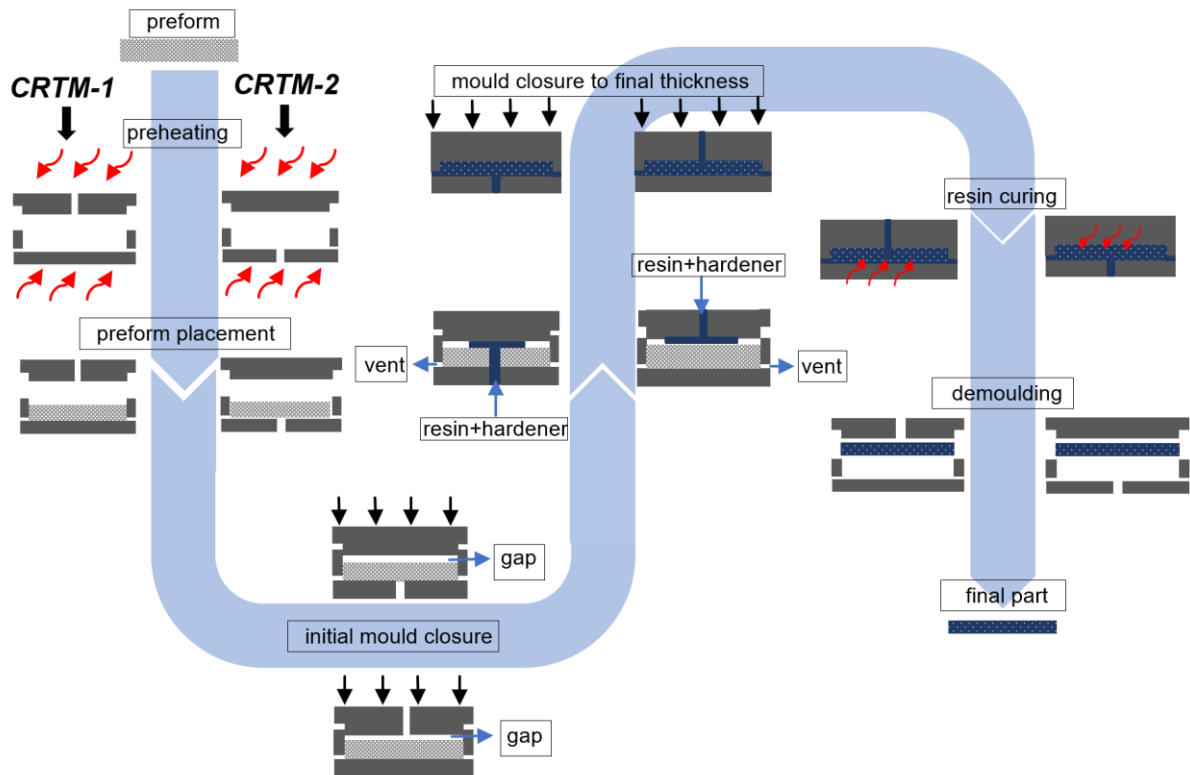 preform
CRTM-1
CRTM-2
preheating
preform placement
gap
initial mould closure
gap
resin+hardener
vent
resin+hardener
vent
mould closure to final thickness
resin curing
demoulding
final part